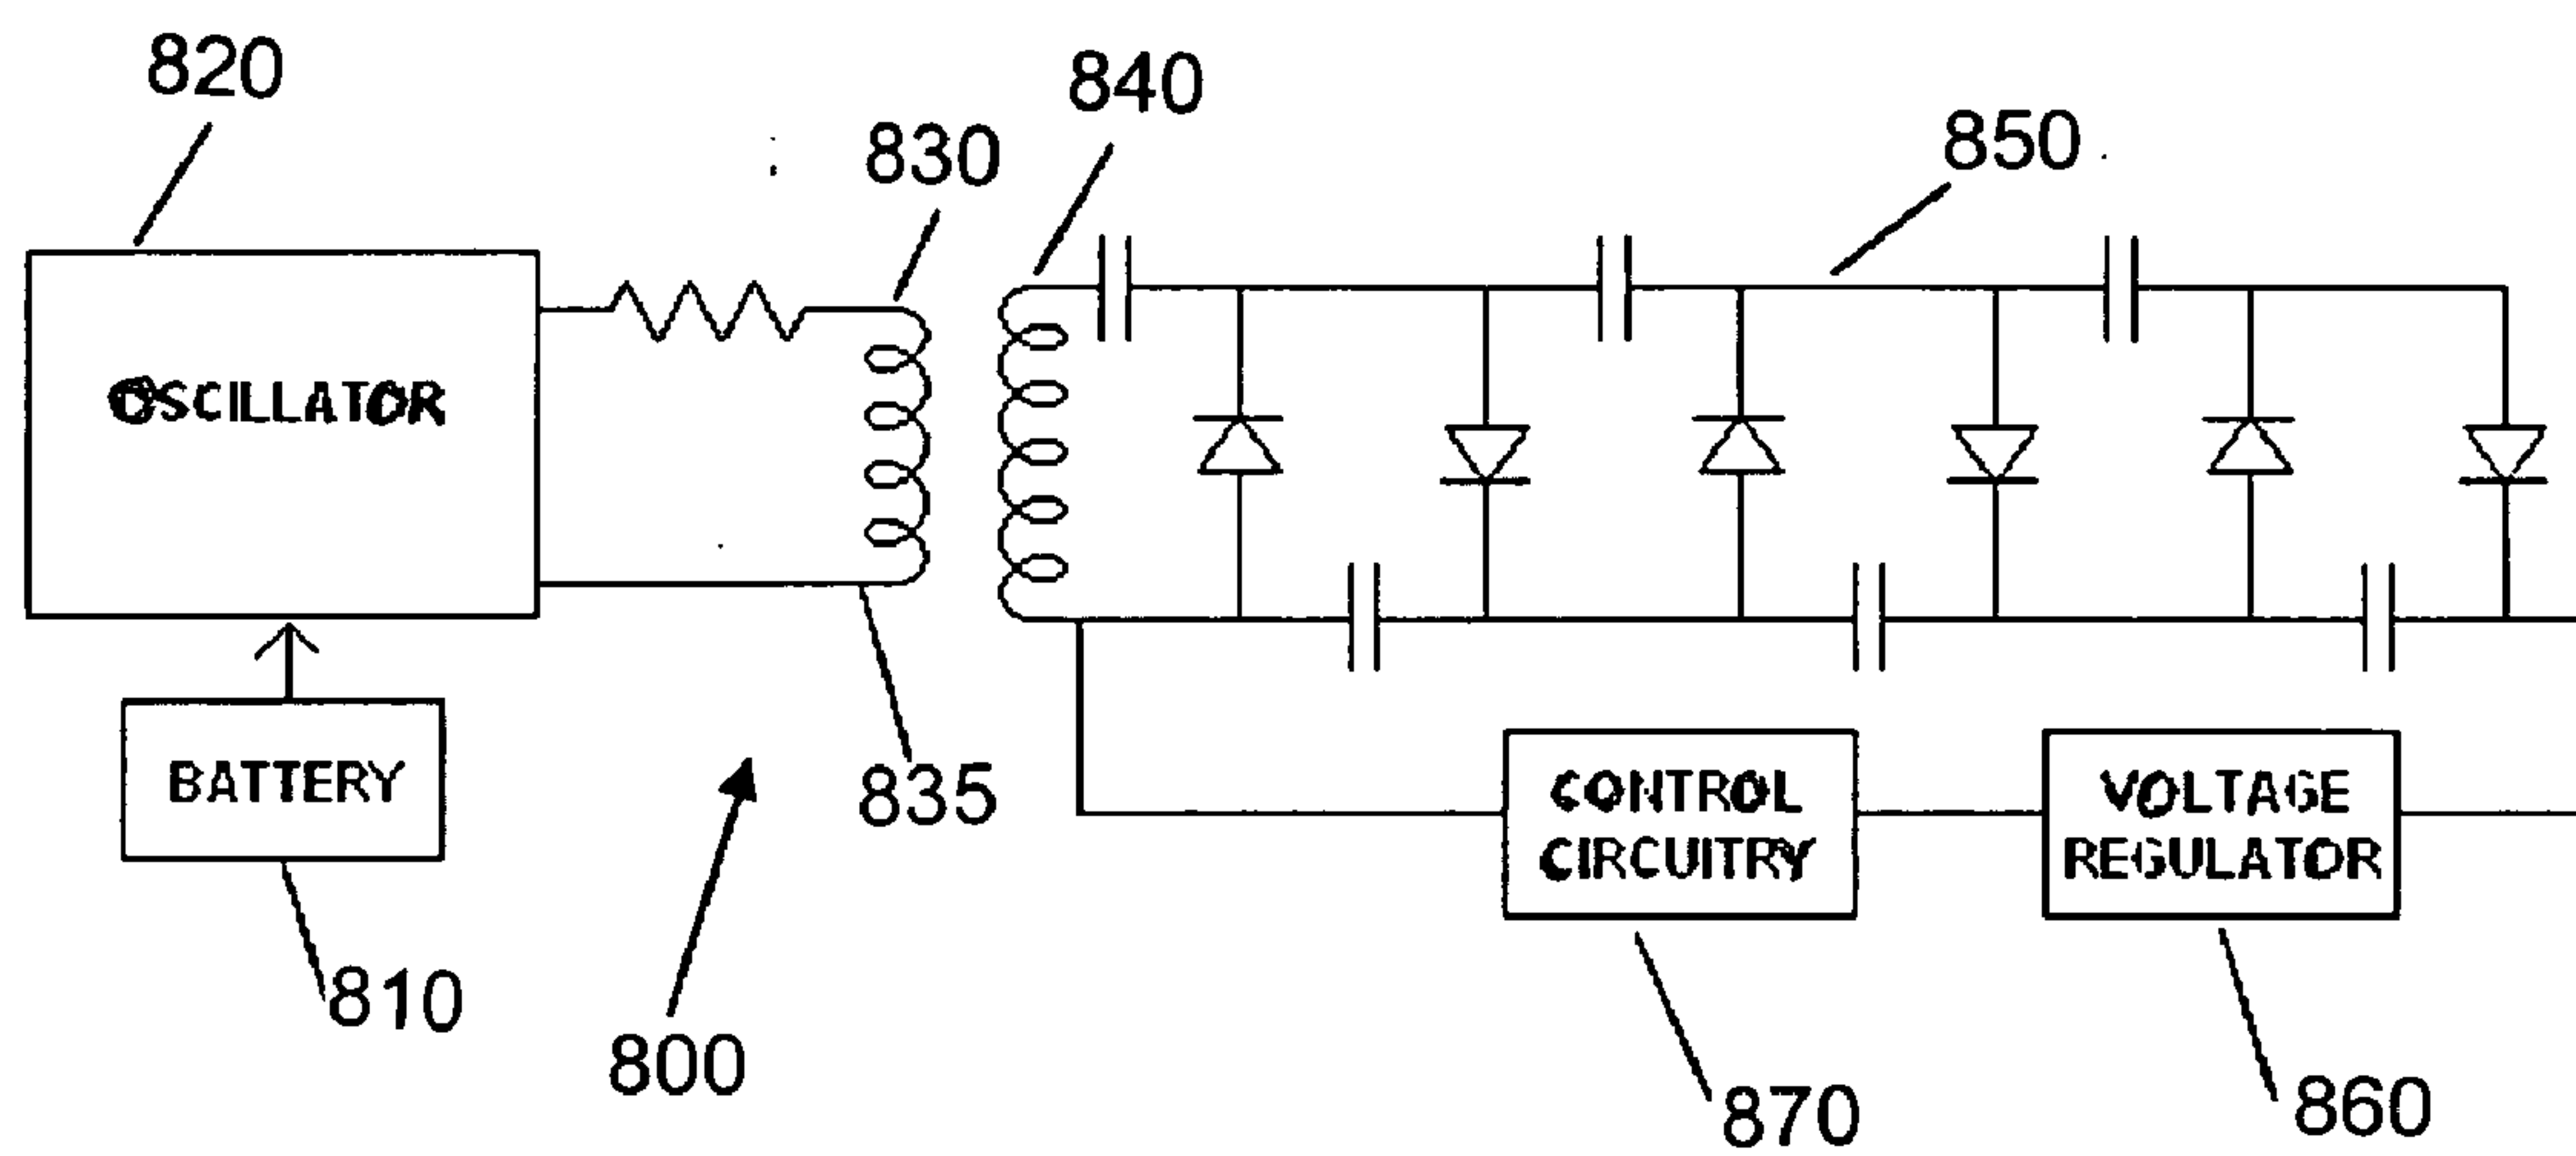 820
840
830
850
OSCILLATOR
BATTERY
835
CONTROL
CIRCUITRY
VOLTAGE
REGULATOR
810
800
870
860